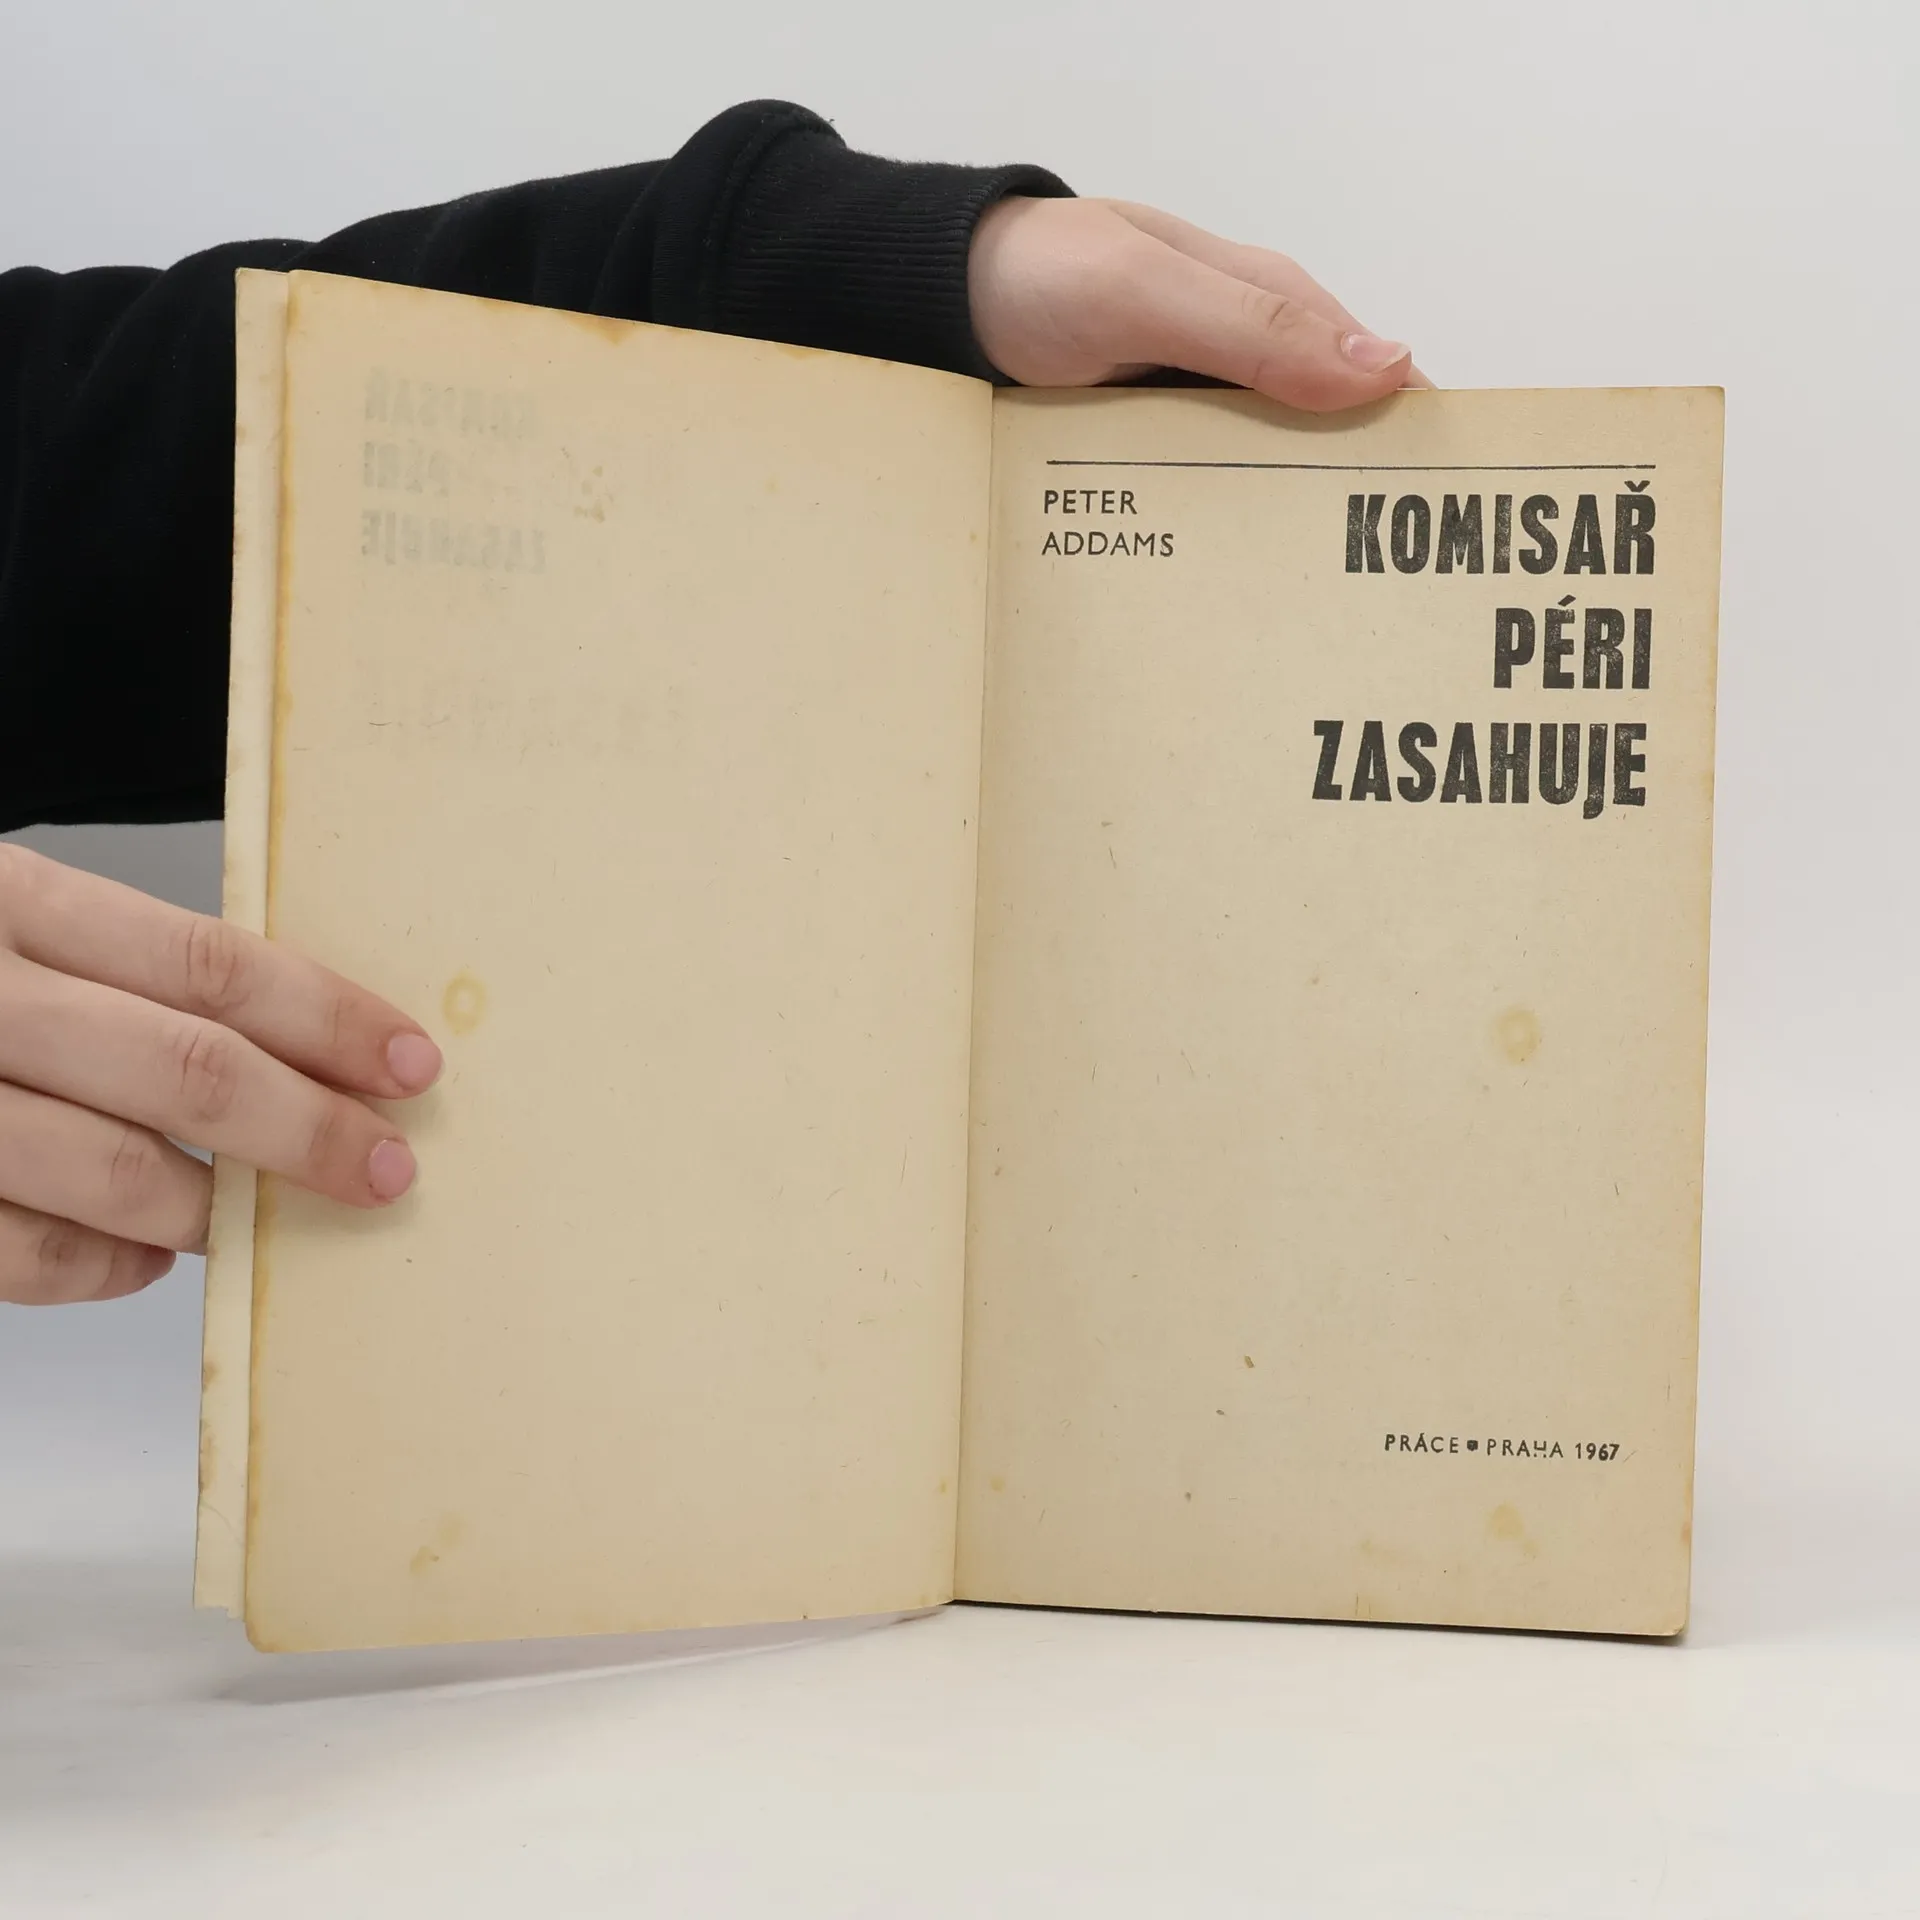 PETER
ADDAMS
KOMISAŘ
PÉRI
ZASAHUJE
PRÁCE ▪ PRAHA 1967